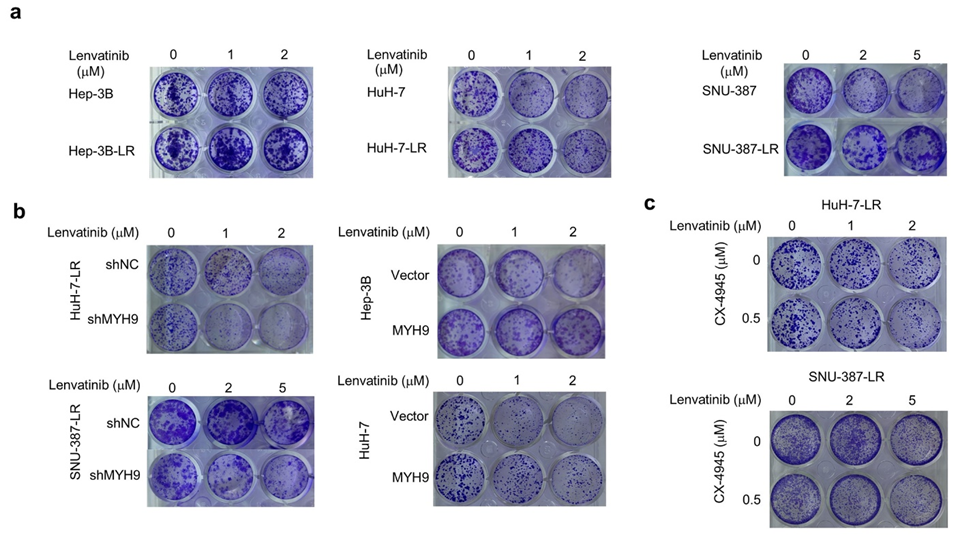 a
Lenvatinib (μM) 0 1 2
Hep-3B
Hep-3B-LR
Lenvatinib (μM) 0 1 2
HuH-7
HuH-7-LR
Lenvatinib (μM) 0 2 5
SNU-387
SNU-387-LR
b
Lenvatinib (μM) 0 1 2
HuH-7-LR
shNC
shMYH9
Lenvatinib (μM) 0 1 2
Hep-3B
Vector
MYH9
Lenvatinib (μM) 0 2 5
SNU-387-LR
shNC
shMYH9
Lenvatinib (μM) 0 1 2
HuH-7
Vector
MYH9
c
HuH-7-LR
Lenvatinib (μM) 0 1 2
CX-4945 (μM)
0
0.5
SNU-387-LR
Lenvatinib (μM) 0 2 5
CX-4945 (μM)
0
0.5